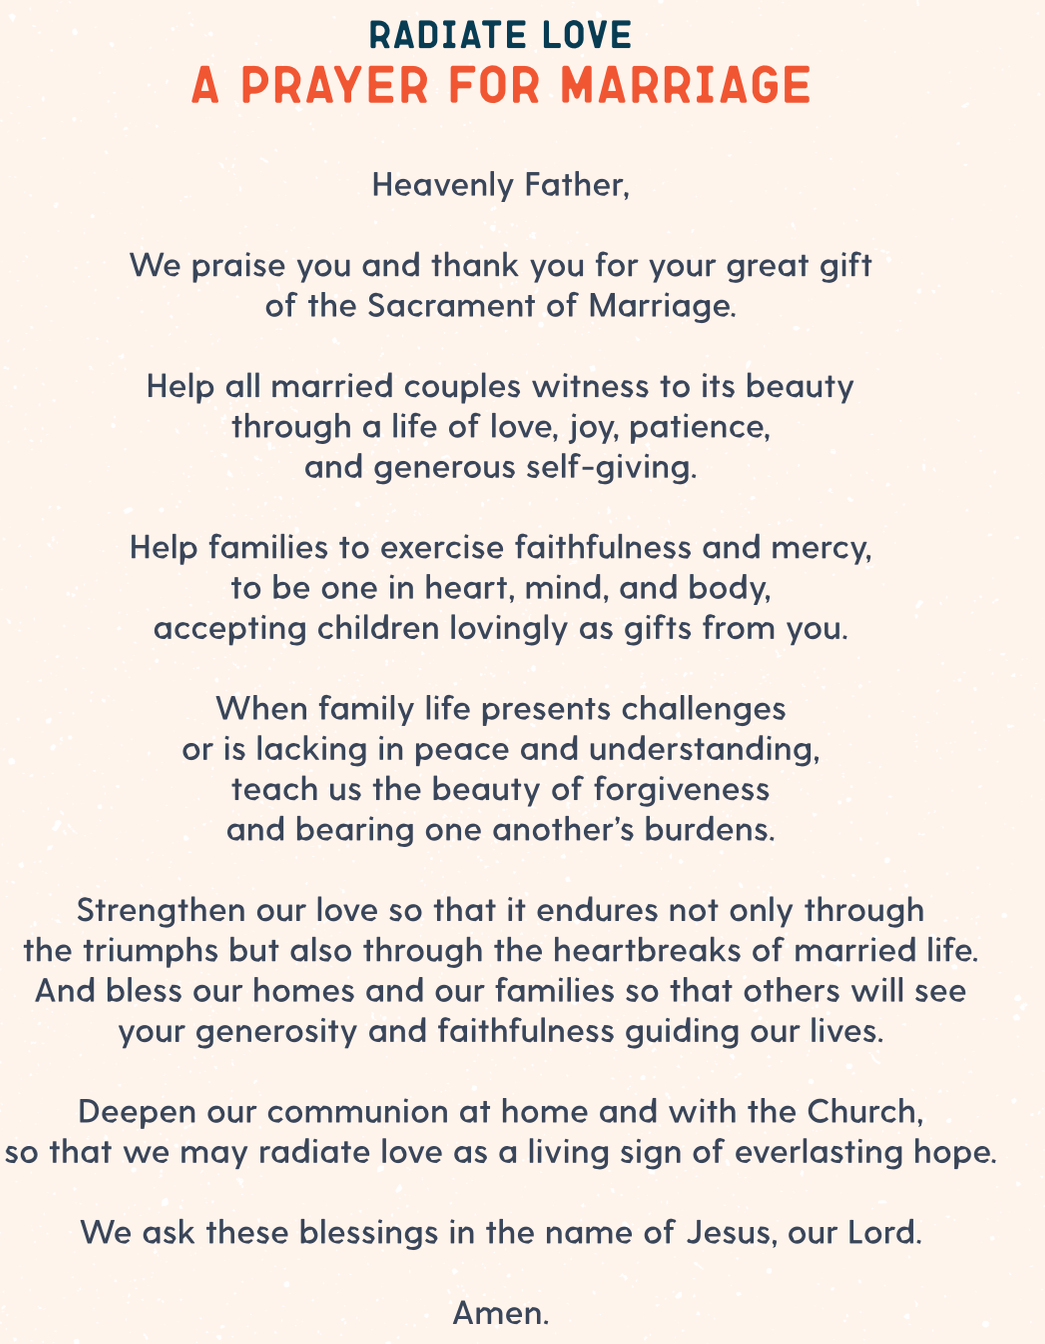 RADIATE LOVE
A PRAYER FOR MARRIAGE
Heavenly Father,
We praise you and thank you for your great gift
of the Sacrament of Marriage.
Help all married couples witness to its beauty
through a life of love, joy, patience,
and generous self-giving.
Help families to exercise faithfulness and mercy,
to be one in heart, mind, and body,
accepting children lovingly as gifts from you.
When family life presents challenges
or is lacking in peace and understanding,
teach us the beauty of forgiveness
and bearing one another’s burdens.
Strengthen our love so that it endures not only through
the triumphs but also through the heartbreaks of married life.
And bless our homes and our families so that others will see
your generosity and faithfulness guiding our lives.
Deepen our communion at home and with the Church,
so that we may radiate love as a living sign of everlasting hope.
We ask these blessings in the name of Jesus, our Lord.
Amen.